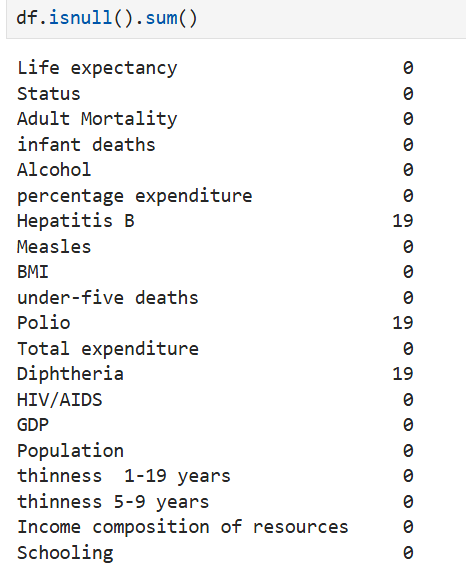 df.isnull().sum()
Life expectancy 0
Status 0
Adult Mortality 0
infant deaths 0
Alcohol 0
percentage expenditure 0
Hepatitis B 19
Measles 0
BMI 0
under-five deaths 0
Polio 19
Total expenditure 0
Diphtheria 19
HIV/AIDS 0
GDP 0
Population 0
thinness  1-19 years 0
thinness 5-9 years 0
Income composition of resources 0
Schooling 0